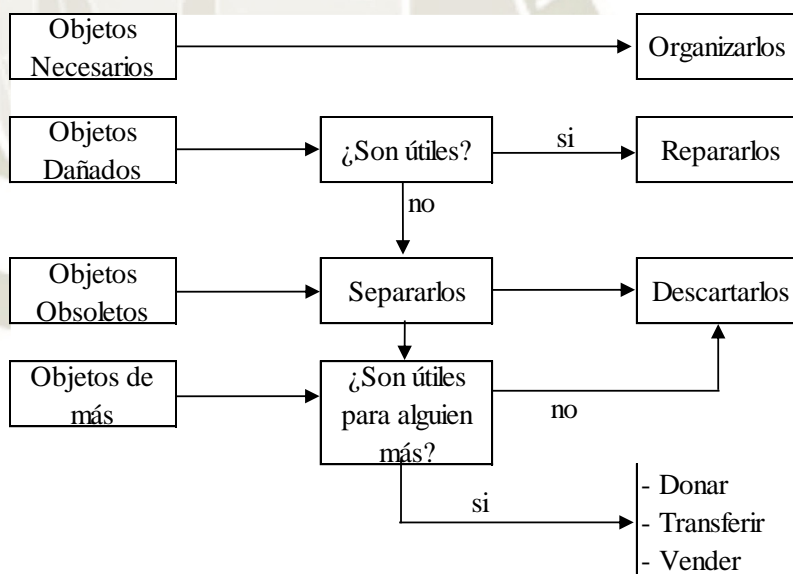 Objetos
Necesarios
Organizarlos
Objetos
Dañados
¿Son útiles?
si
Repararlos
no
Objetos
Obsoletos
Separarlos
Descartarlos
Objetos de
más
¿Son útiles
para alguien
más?
no
si
- Donar
- Transferir
- Vender